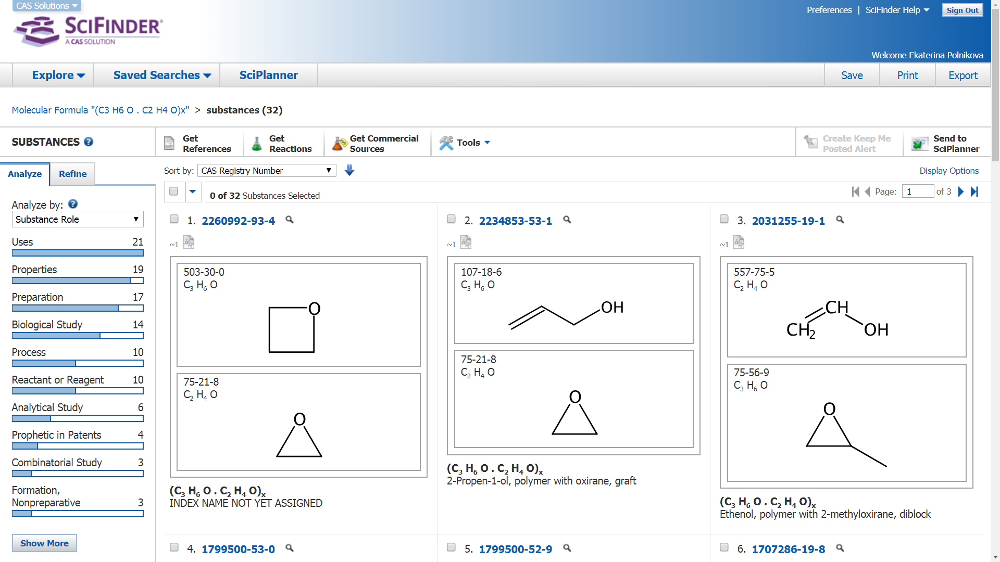 CAS Solutions
SCIFINDER®
A CAS SOLUTION
Preferences | SciFinder Help
Sign Out
Welcome Ekaterina Polnikova
Explore
Saved Searches
SciPlanner
Save
Print
Export
Molecular Formula "(C3 H6 O . C2 H4 O)x" > substances (32)
SUBSTANCES ?
Get References
Get Reactions
Get Commercial Sources
Tools
Create Keep Me Posted Alert
Send to SciPlanner
Analyze
Refine
Analyze by: ?
Substance Role
Uses 21
Properties 19
Preparation 17
Biological Study 14
Process 10
Reactant or Reagent 10
Analytical Study 6
Prophetic in Patents 4
Combinatorial Study 3
Formation,
Nonpreparative 3
Show More
Sort by: CAS Registry Number
Display Options
0 of 32 Substances Selected
Page: 1 of 3
1. 2260992-93-4
~1
503-30-0
C3 H6 O
O
75-21-8
C2 H4 O
O
(C3 H6 O . C2 H4 O)x
INDEX NAME NOT YET ASSIGNED
2. 2234853-53-1
~1
107-18-6
C3 H6 O
OH
75-21-8
C2 H4 O
O
(C3 H6 O . C2 H4 O)x
2-Propen-1-ol, polymer with oxirane, graft
3. 2031255-19-1
~1
557-75-5
C2 H4 O
CH
CH2
OH
75-56-9
C3 H6 O
O
(C3 H6 O . C2 H4 O)x
Ethenol, polymer with 2-methyloxirane, diblock
4. 1799500-53-0
5. 1799500-52-9
6. 1707286-19-8